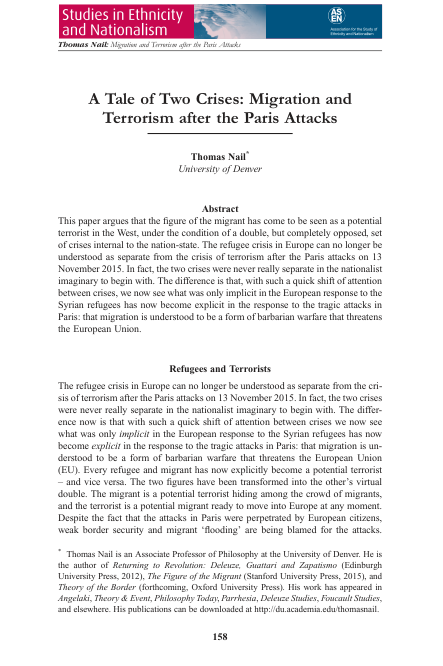 Studies in Ethnicity
and Nationalism
AS
EN
Association for the Study of
Ethnicity and Nationalism
Thomas Nail: Migration and Terrorism after the Paris Attacks
A Tale of Two Crises: Migration and
Terrorism after the Paris Attacks
Thomas Nail*
University of Denver
Abstract
This paper argues that the figure of the migrant has come to be seen as a potential
terrorist in the West, under the condition of a double, but completely opposed, set
of crises internal to the nation-state. The refugee crisis in Europe can no longer be
understood as separate from the crisis of terrorism after the Paris attacks on 13
November 2015. In fact, the two crises were never really separate in the nationalist
imaginary to begin with. The difference is that, with such a quick shift of attention
between crises, we now see what was only implicit in the European response to the
Syrian refugees has now become explicit in the response to the tragic attacks in
Paris: that migration is understood to be a form of barbarian warfare that threatens
the European Union.
Refugees and Terrorists
The refugee crisis in Europe can no longer be understood as separate from the cri-
sis of terrorism after the Paris attacks on 13 November 2015. In fact, the two crises
were never really separate in the nationalist imaginary to begin with. The differ-
ence now is that with such a quick shift of attention between crises we now see
what was only implicit in the European response to the Syrian refugees has now
become explicit in the response to the tragic attacks in Paris: that migration is un-
derstood to be a form of barbarian warfare that threatens the European Union
(EU). Every refugee and migrant has now explicitly become a potential terrorist
– and vice versa. The two figures have been transformed into the other's virtual
double. The migrant is a potential terrorist hiding among the crowd of migrants,
and the terrorist is a potential migrant ready to move into Europe at any moment.
Despite the fact that the attacks in Paris were perpetrated by European citizens,
weak border security and migrant 'flooding' are being blamed for the attacks.
* Thomas Nail is an Associate Professor of Philosophy at the University of Denver. He is
the author of Returning to Revolution: Deleuze, Guattari and Zapatismo (Edinburgh
University Press, 2012), The Figure of the Migrant (Stanford University Press, 2015), and
Theory of the Border (forthcoming, Oxford University Press). His work has appeared in
Angelaki, Theory & Event, Philosophy Today, Parrhesia, Deleuze Studies, Foucault Studies,
and elsewhere. His publications can be downloaded at http://du.academia.edu/thomasnail.
158